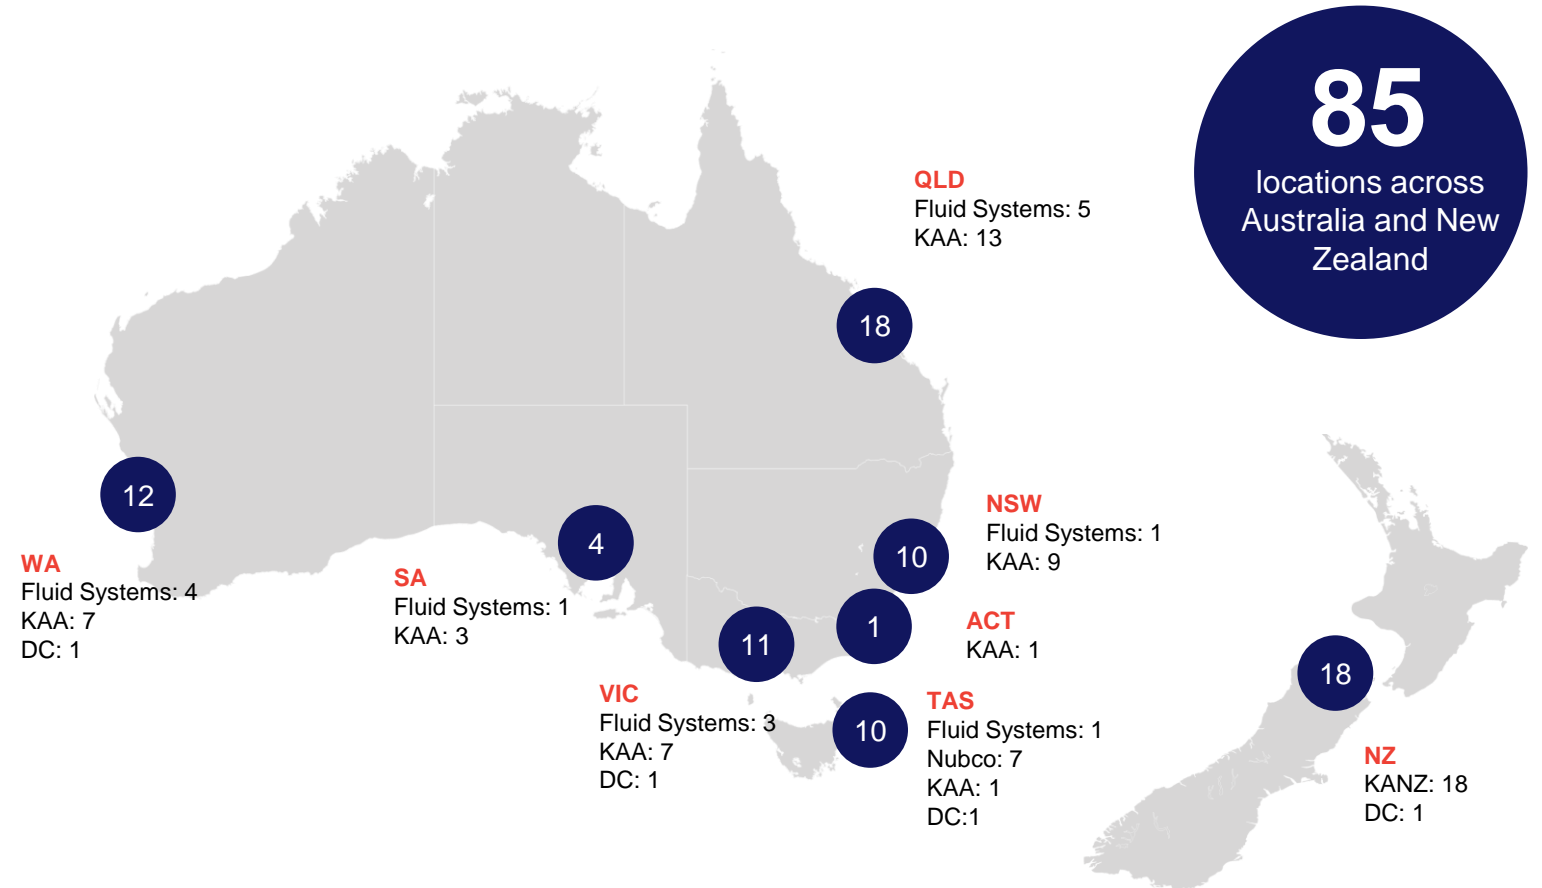 85
locations across
Australia and New
Zealand
QLD
Fluid Systems: 5
KAA: 13
18
12
WA
Fluid Systems: 4
KAA: 7
DC: 1
4
SA
Fluid Systems: 1
KAA: 3
NSW
Fluid Systems: 1
KAA: 9
10
1
ACT
KAA: 1
11
VIC
Fluid Systems: 3
KAA: 7
DC: 1
10
TAS
Fluid Systems: 1
Nubco: 7
KAA: 1
DC:1
18
NZ
KANZ: 18
DC: 1